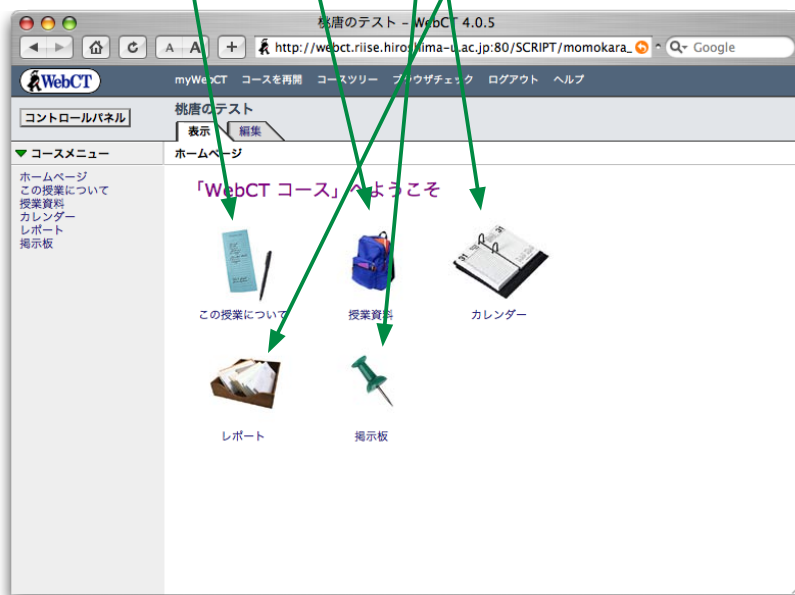 桃唐のテスト – WebCT 4.0.5
A A + http://webct.riise.hiroshima-u.ac.jp:80/SCRIPT/momokara_ Google
WebCT myWebCT コースを再開 コースツリー ブラウザチェック ログアウト ヘルプ
コントロールパネル
桃唐のテスト
表示 編集
コースメニュー
ホームページ
ホームページ
この授業について
授業資料
カレンダー
レポート
掲示板
「WebCT コース」へようこそ
この授業について 授業資料 カレンダー
レポート 掲示板